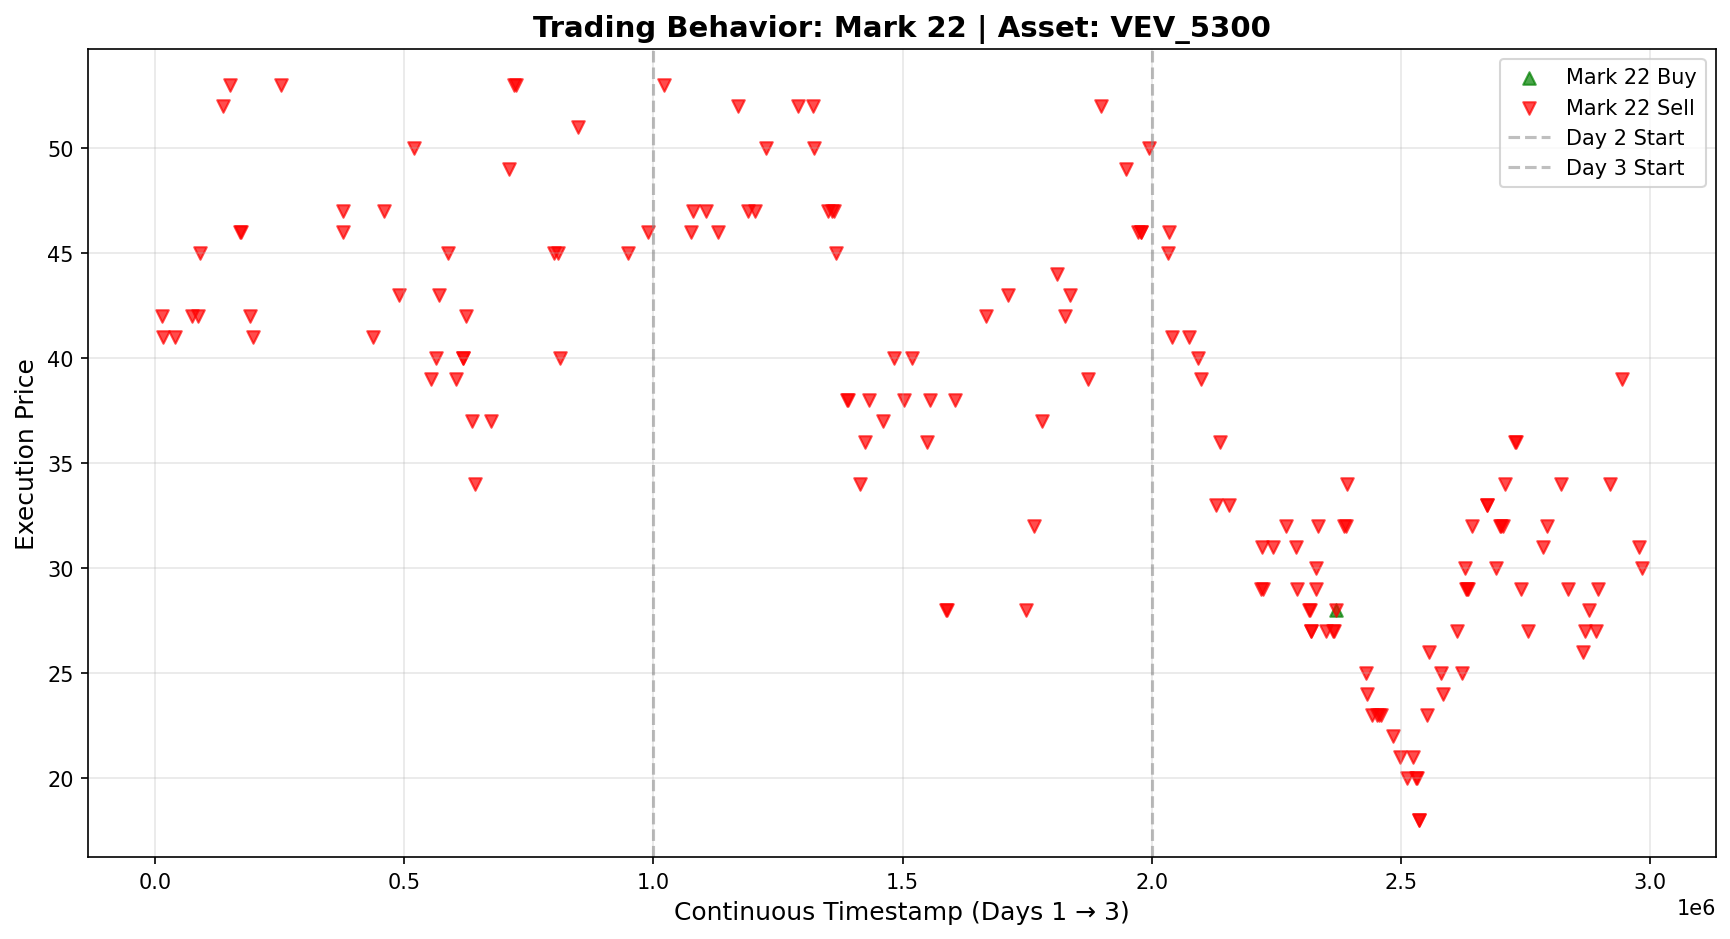 Trading Behavior: Mark 22 | Asset: VEV_5300
Mark 22 Buy
Mark 22 Sell
Day 2 Start
Day 3 Start
Execution Price
50
45
40
35
30
25
20
0.0 0.5 1.0 1.5 2.0 2.5 3.0
1e6
Continuous Timestamp (Days 1 → 3)